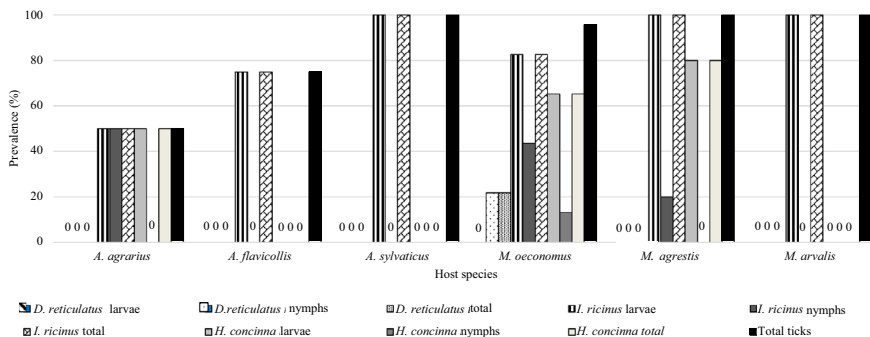 100
80
60
40
20
0
Prevalence (%)
0 0 0 0
0 0 0 0 0 0 0
0 0 0 0 0 0 0
0
0 0 0 0
0 0 0 0 0 0 0
A. agrarius A. flavicollis A. sylvaticus M. oeconomus M. agrestis M. arvalis
Host species
D. reticulatus larvae D.reticulatus nymphs D. reticulatus total I. ricinus larvae I. ricinus nymphs
I. ricinus total H. concinna larvae H. concinna nymphs H. concinna total Total ticks